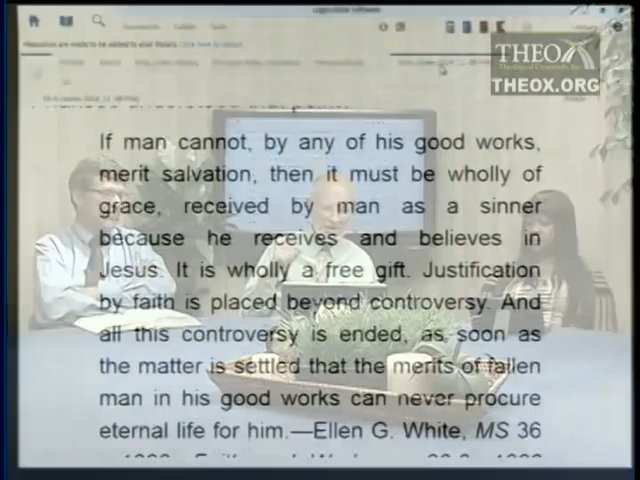 THEOX
THEOX.ORG
If man cannot, by any of his good works,
merit salvation, then it must be wholly of
grace, received by man as a sinner
because he receives and believes in
Jesus. It is wholly a free gift. Justification
by faith is placed beyond controversy. And
all this controversy is ended, as soon as
the matter is settled that the merits of fallen
man in his good works can never procure
eternal life for him.—Ellen G. White, MS 36